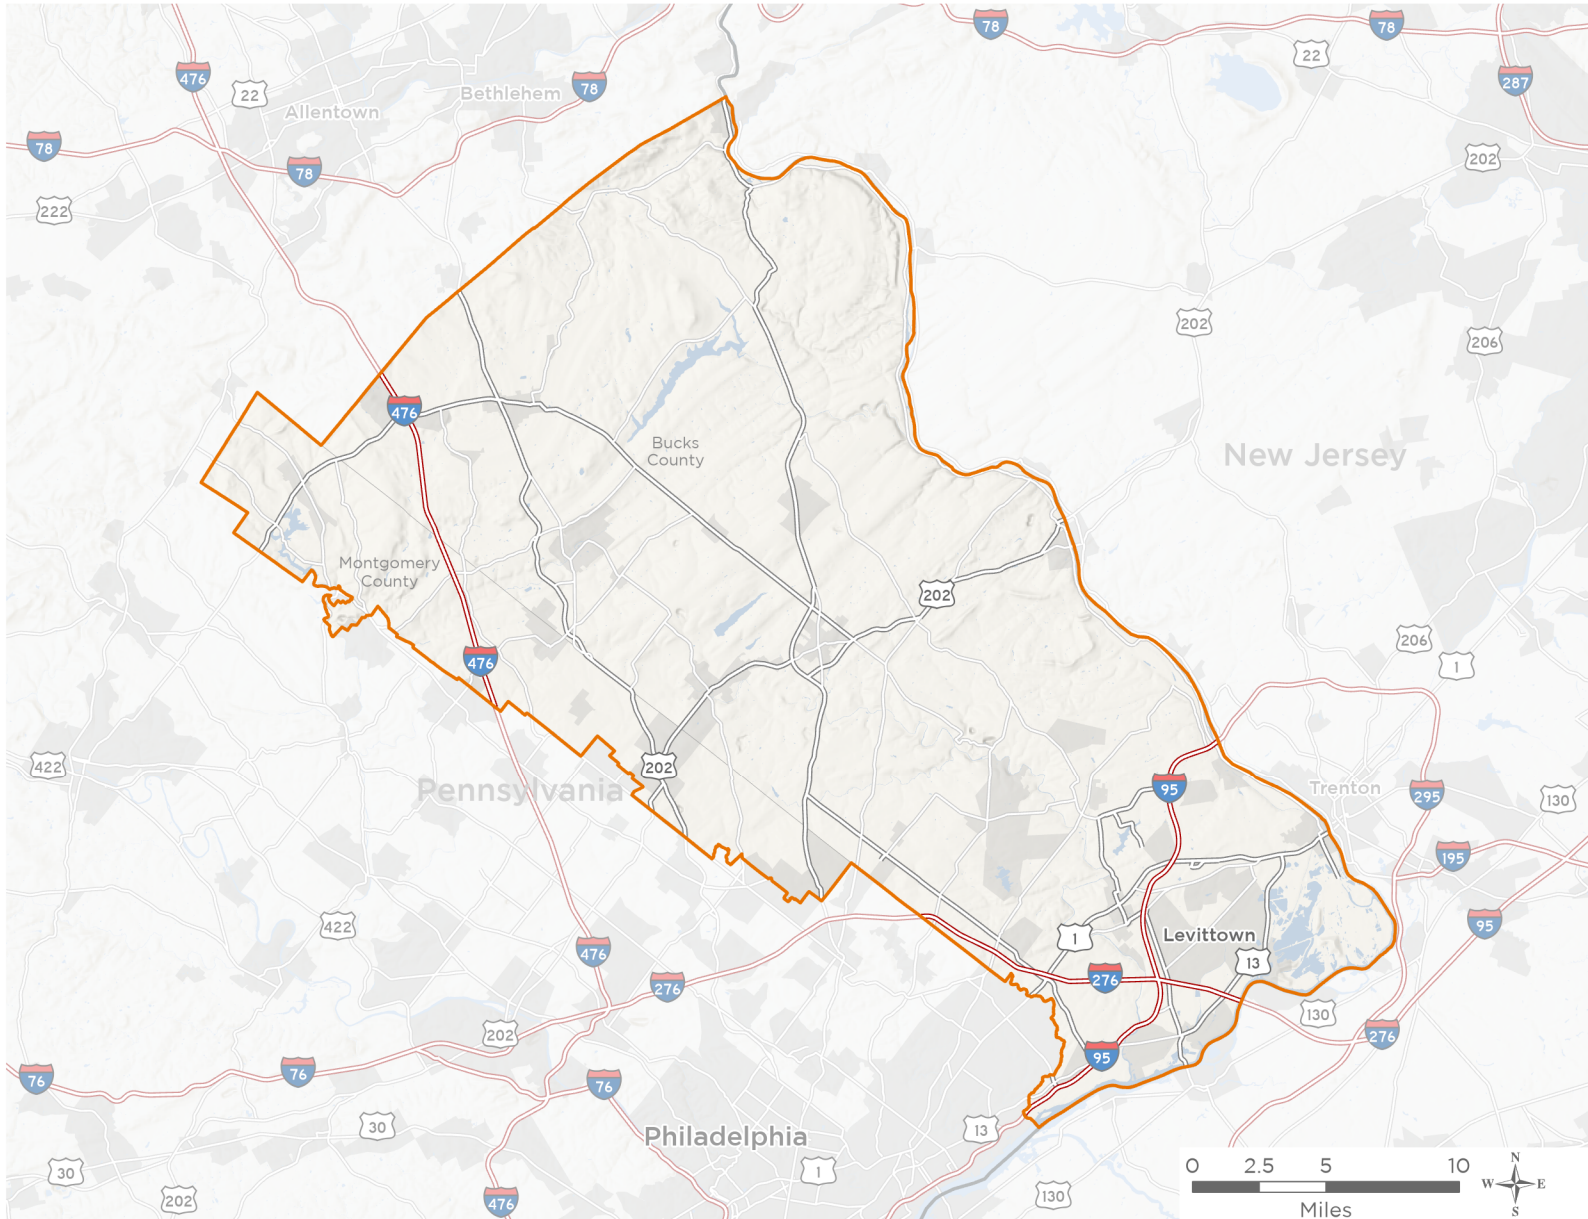 78
78
476
22
22
287
Bethlehem
78
Allentown
78
202
78
222
202
206
476
Bucks
County
New Jersey
Montgomery
County
202
206
1
476
422
202
Pennsylvania
95
Trenton
295
130
195
422
Levittown
95
1
13
476
276
276
130
202
276
95
76
76
76
30
13
Philadelphia
30
1
202
476
130
0 2.5 5 10
Miles
N
W E
S